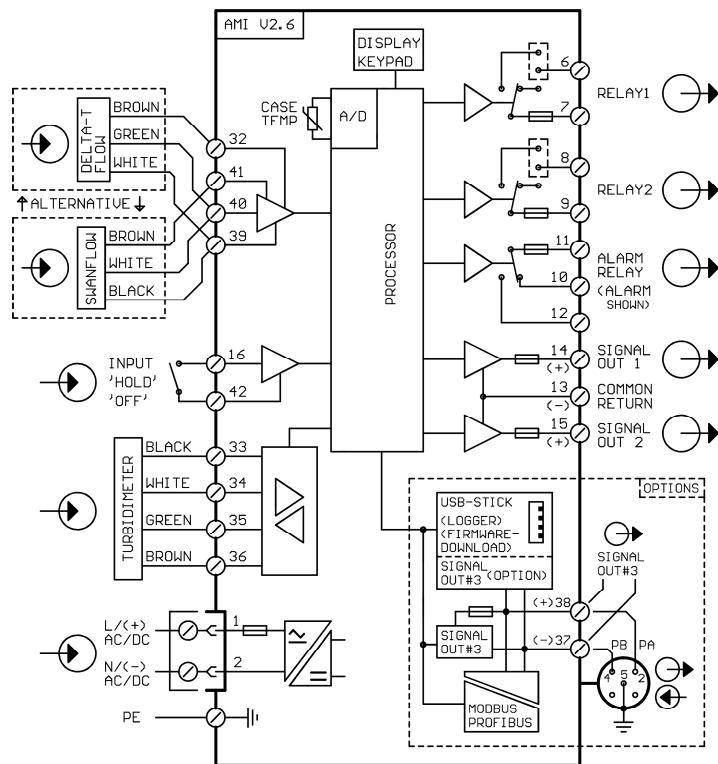 AMI V2.6
DISPLAY
KEYPAD
6
RELAY1
7
BROWN
CASE
TFMP
A/D
DELTA-T
FLOW
GREEN
WHITE
32
8
RELAY2
9
41
↑ALTERNATIVE↓
40
39
SWANFLOW
BROWN
WHITE
BLACK
PROCESSOR
11
ALARM
RELAY
10
(ALARM
SHOWN)
12
INPUT
'HOLD'
'OFF'
16
42
14
(+)
SIGNAL
OUT 1
13
(-)
COMMON
RETURN
15
(+)
SIGNAL
OUT 2
TURBIDIMETER
BLACK
33
WHITE
34
GREEN
35
BROWN
36
OPTIONS
USB-STICK
(LOGGER)
(FIRMWARE-
DOWNLOAD)
SIGNAL
OUT#3 (OPTION)
SIGNAL
OUT#3
(+)38
SIGNAL
OUT#3
(-)37
PB PA
4 5 2
MODBUS
PROFIBUS
L/(+)
AC/DC
1
N/(-)
AC/DC
2
PE